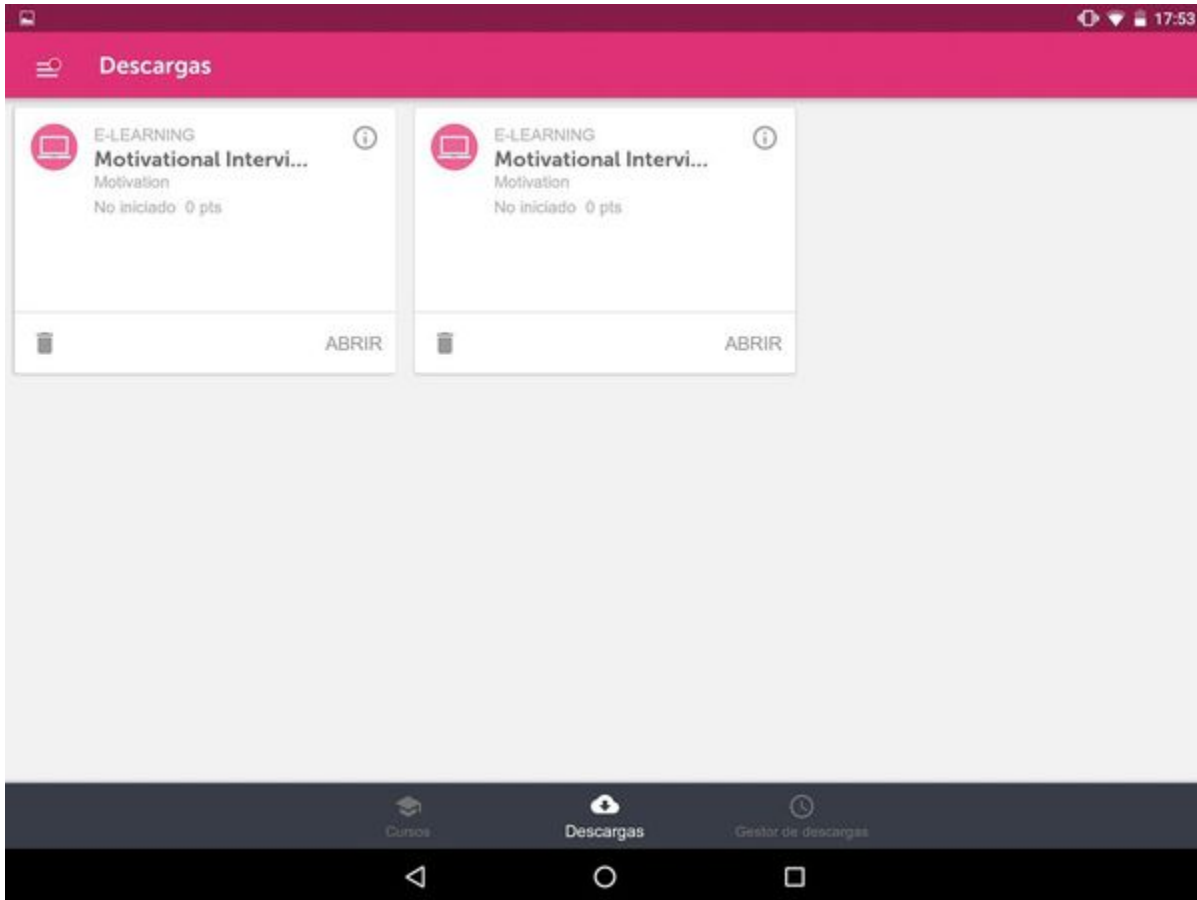 17:53
Descargas
E-LEARNING
Motivational Intervi...
Motivation
No iniciado 0 pts
ABRIR
E-LEARNING
Motivational Intervi...
Motivation
No iniciado 0 pts
ABRIR
Cursos
Descargas
Gestor de descargas